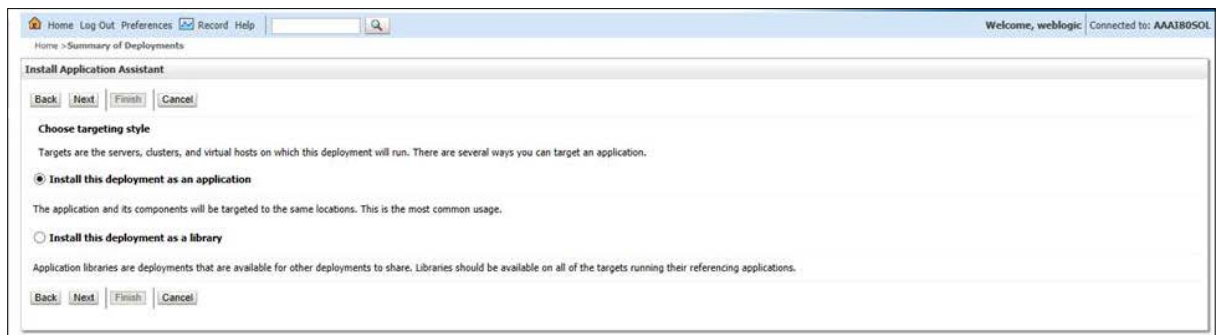 Home Log Out Preferences Record Help
Welcome, weblogic Connected to: AAAIB0SOL
Home >Summary of Deployments
Install Application Assistant
Back Next Finish Cancel
Choose targeting style
Targets are the servers, clusters, and virtual hosts on which this deployment will run. There are several ways you can target an application.
Install this deployment as an application
The application and its components will be targeted to the same locations. This is the most common usage.
Install this deployment as a library
Application libraries are deployments that are available for other deployments to share. Libraries should be available on all of the targets running their referencing applications.
Back Next Finish Cancel